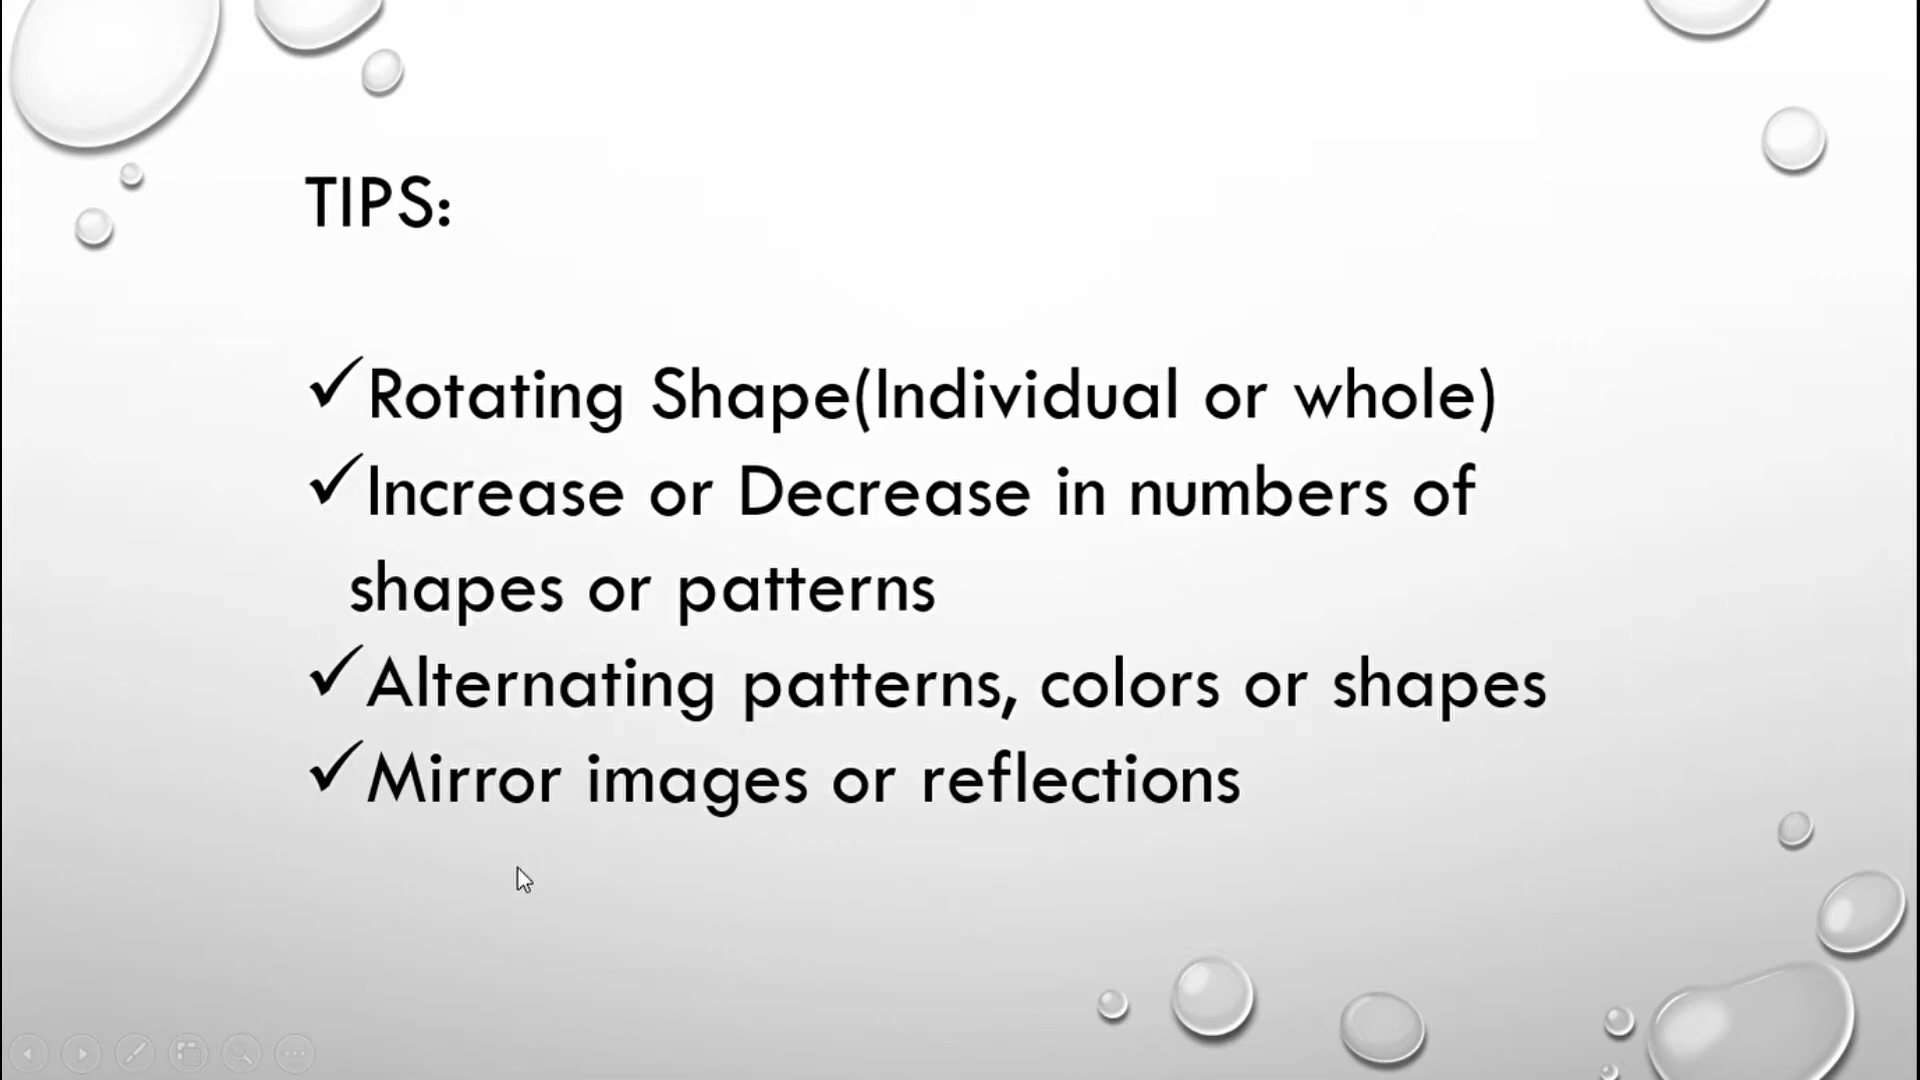 TIPS:
✓Rotating Shape(Individual or whole)
✓Increase or Decrease in numbers of
shapes or patterns
✓Alternating patterns, colors or shapes
✓Mirror images or reflections